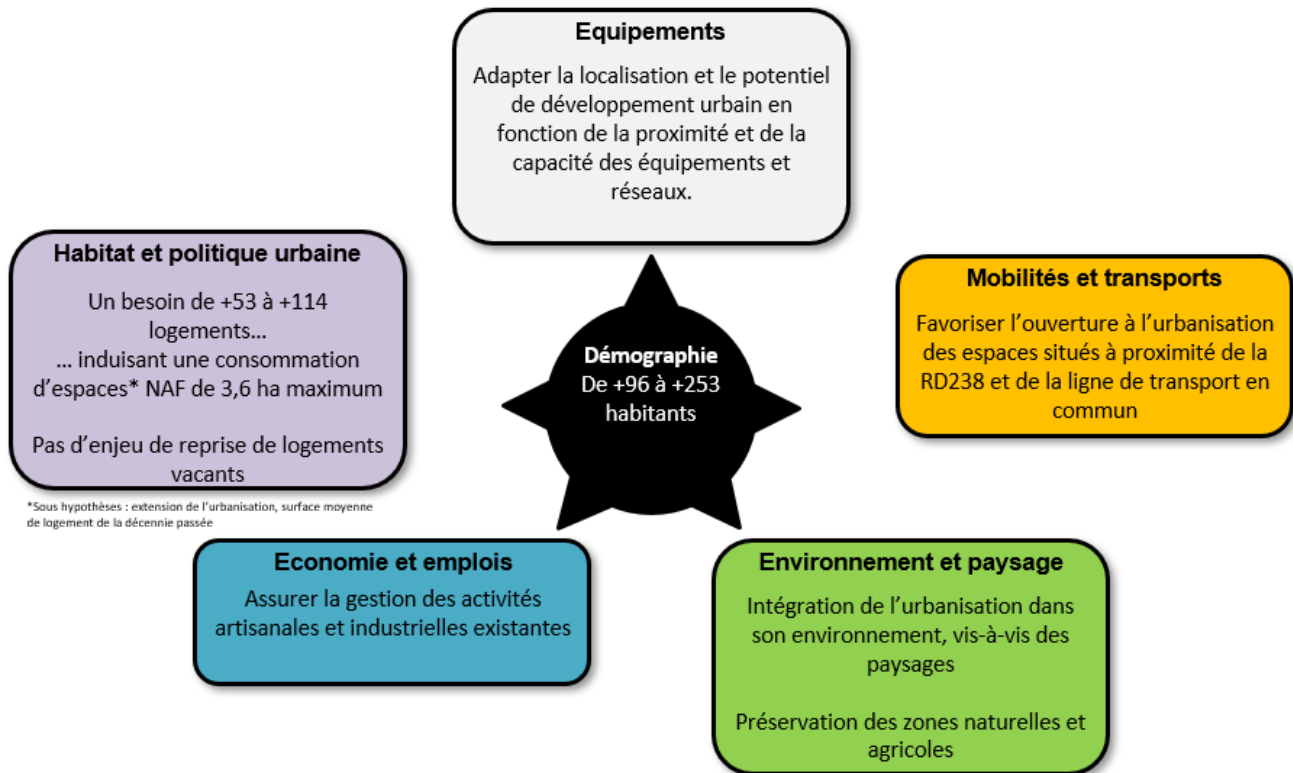 Equipements
Adapter la localisation et le potentiel
de développement urbain en
fonction de la proximité et de la
capacité des équipements et
réseaux.
Habitat et politique urbaine
Un besoin de +53 à +114
logements...
... induisant une consommation
d’espaces* NAF de 3,6 ha maximum
Pas d’enjeu de reprise de logements
vacants
*Sous hypothèses : extension de l’urbanisation, surface moyenne
de logement de la décennie passée
Démographie
De +96 à +253
habitants
Mobilités et transports
Favoriser l’ouverture à l’urbanisation
des espaces situés à proximité de la
RD238 et de la ligne de transport en
commun
Economie et emplois
Assurer la gestion des activités
artisanales et industrielles existantes
Environnement et paysage
Intégration de l’urbanisation dans
son environnement, vis-à-vis des
paysages
Préservation des zones naturelles et
agricoles